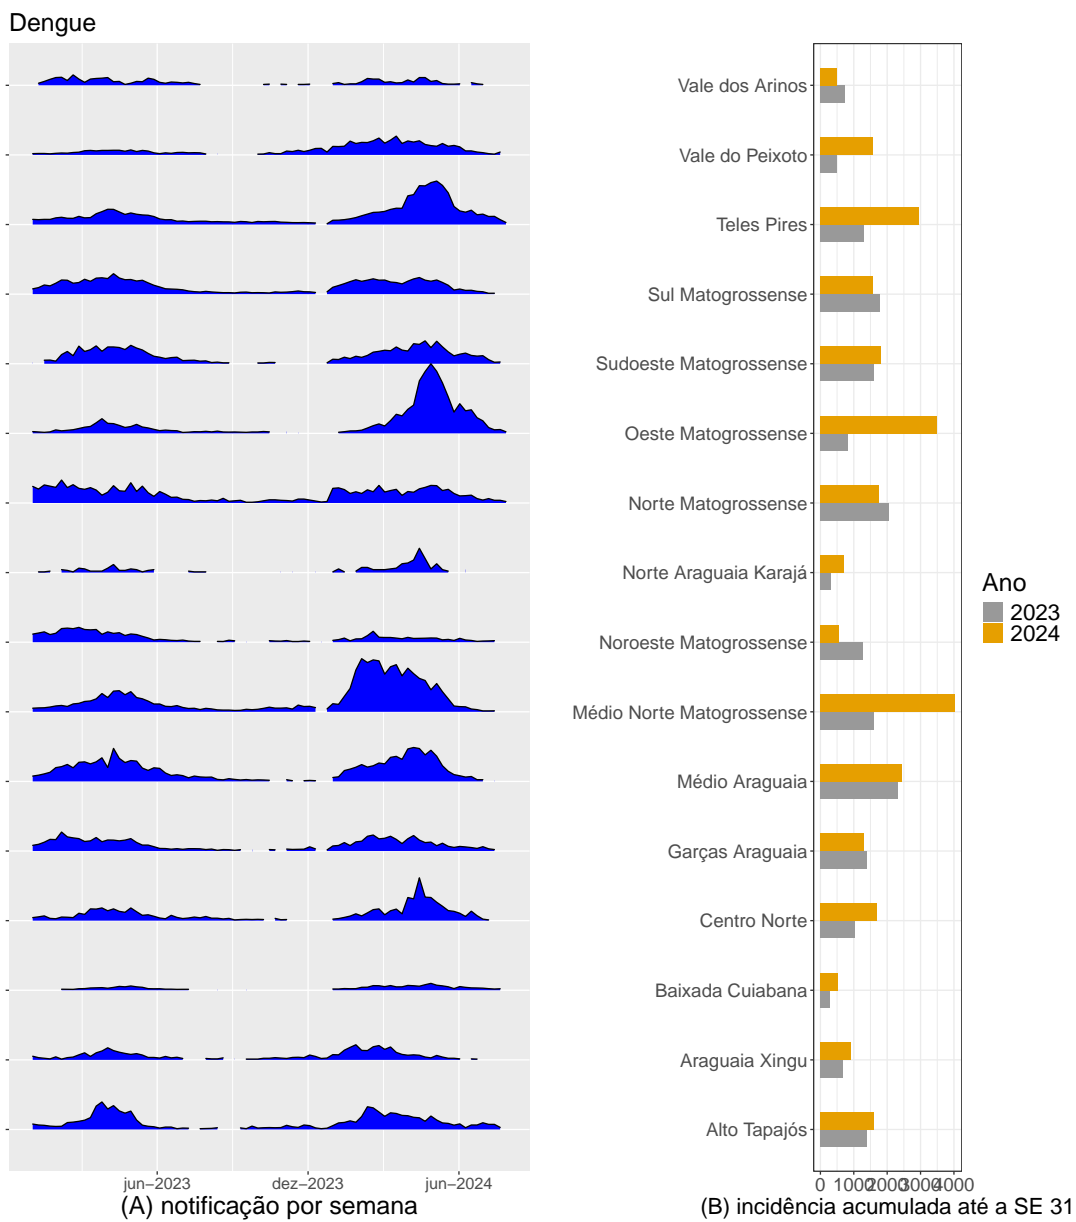 Dengue
Vale dos Arinos
Vale do Peixoto
Teles Pires
Sul Matogrossense
Sudoeste Matogrossense
Oeste Matogrossense
Norte Matogrossense
Norte Araguaia Karajá
Noroeste Matogrossense
Médio Norte Matogrossense
Médio Araguaia
Garças Araguaia
Centro Norte
Baixada Cuiabana
Araguaia Xingu
Alto Tapajós
Ano
2023
2024
jun−2023 dez−2023 jun−2024
0 1000 2000 3000 4000
(A) notificação por semana
(B) incidência acumulada até a SE 31